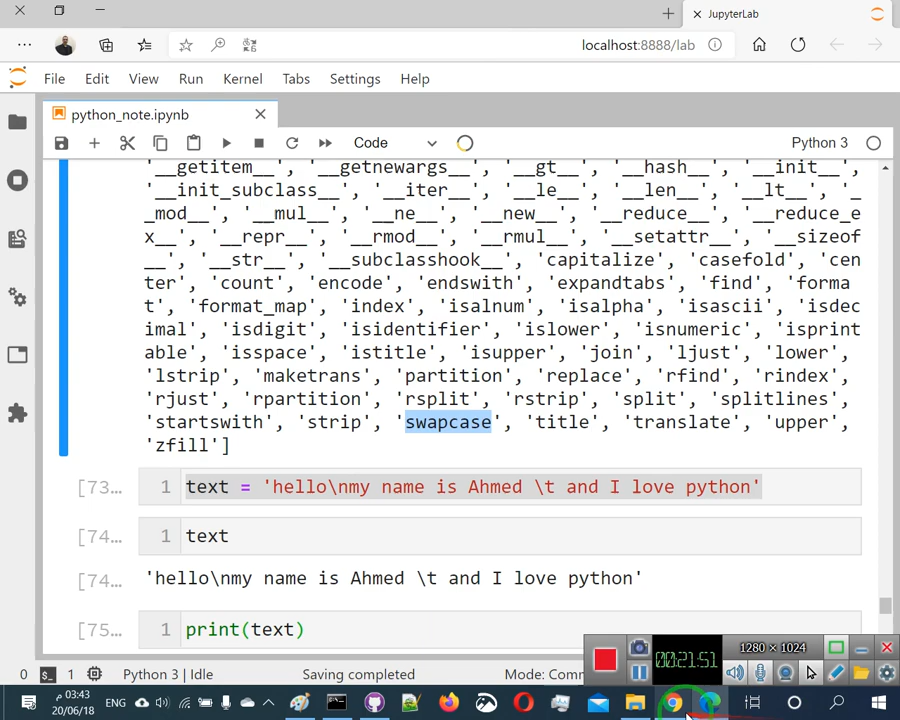 JupyterLab
localhost:8888/lab
File Edit View Run Kernel Tabs Settings Help
python_note.ipynb
Code
Python 3
'__getitem__', '__getnewargs__', '__gt__', '__hash__', '__init__',
'__init_subclass__', '__iter__', '__le__', '__len__', '__lt__', '_
_mod__', '__mul__', '__ne__', '__new__', '__reduce__', '__reduce_e
x__', '__repr__', '__rmod__', '__rmul__', '__setattr__', '__sizeof
__', '__str__', '__subclasshook__', 'capitalize', 'casefold', 'cen
ter', 'count', 'encode', 'endswith', 'expandtabs', 'find', 'forma
t', 'format_map', 'index', 'isalnum', 'isalpha', 'isascii', 'isdec
imal', 'isdigit', 'isidentifier', 'islower', 'isnumeric', 'isprint
able', 'isspace', 'istitle', 'isupper', 'join', 'ljust', 'lower',
'lstrip', 'maketrans', 'partition', 'replace', 'rfind', 'rindex',
'rjust', 'rpartition', 'rsplit', 'rstrip', 'split', 'splitlines',
'startswith', 'strip', 'swapcase', 'title', 'translate', 'upper',
'zfill']
[73… 1 text = 'hello\nmy name is Ahmed \t and I love python'
[74… 1 text
[74… 'hello\nmy name is Ahmed \t and I love python'
[75… 1 print(text)
00:21:51
1280 × 1024
0 1 Python 3 | Idle Saving completed Mode: Comm
03:43 م
ENG
20/06/18